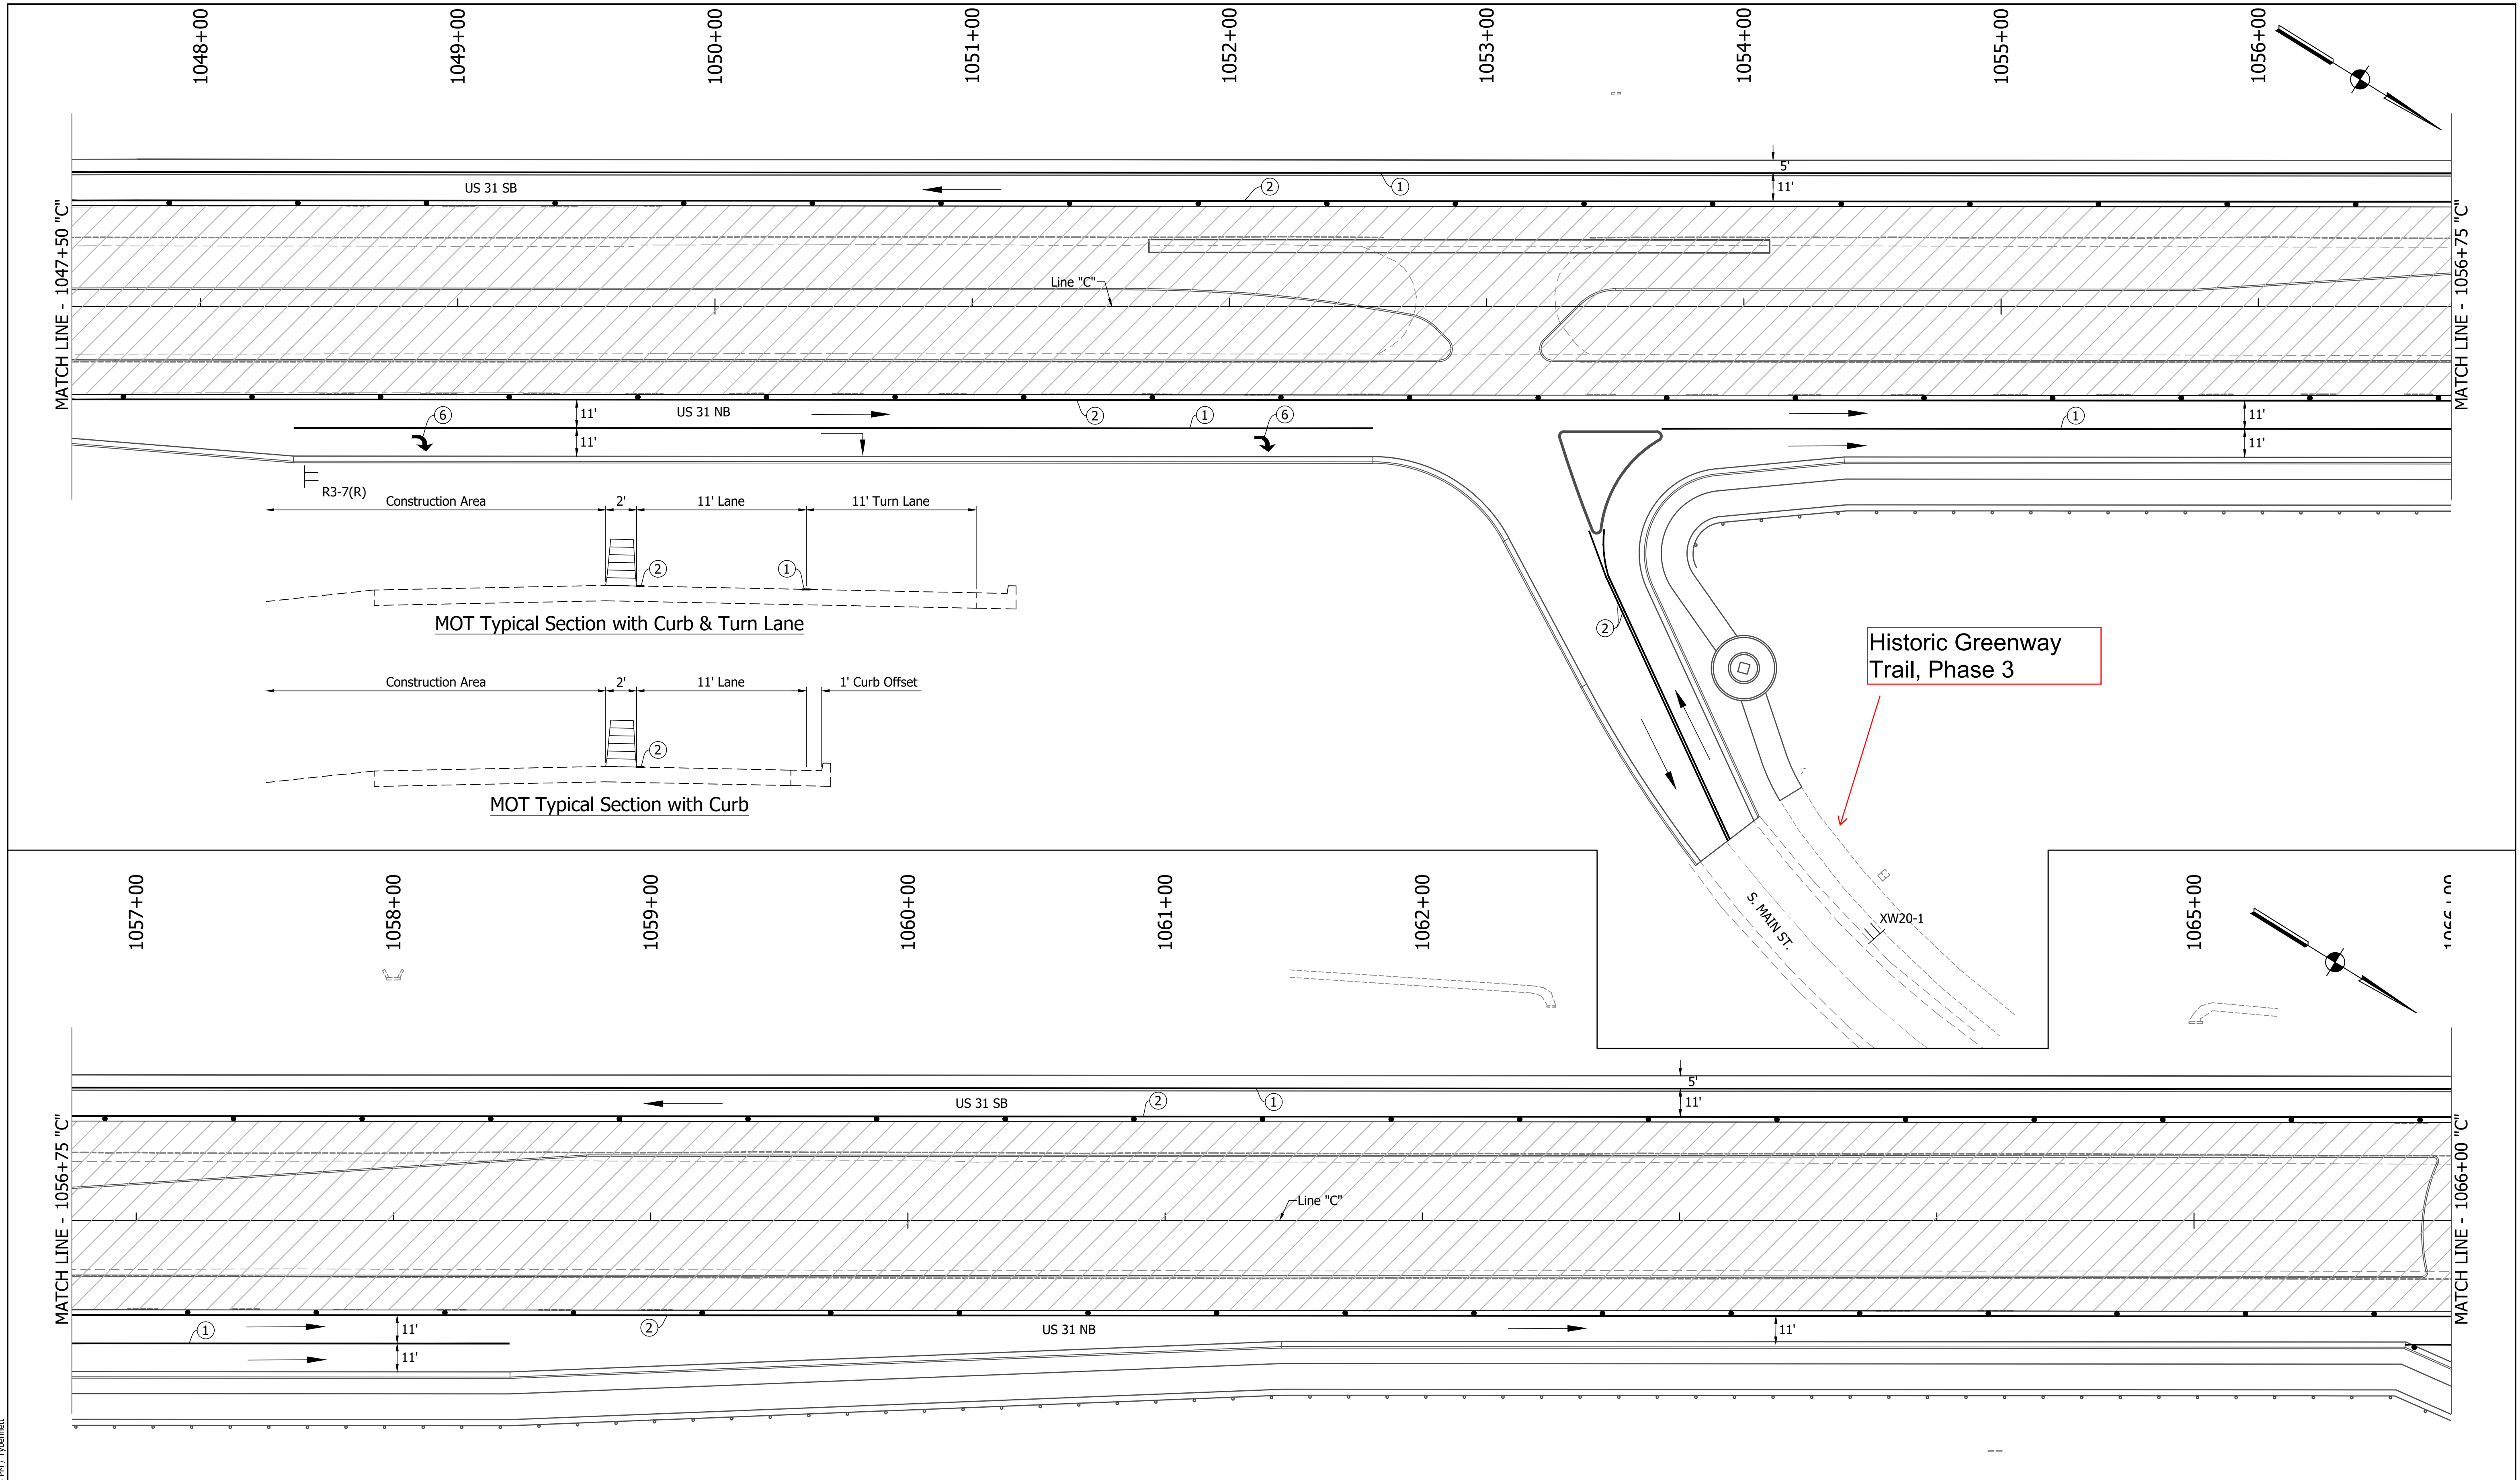 1048+00
1049+00
1050+00
1051+00
1052+00
1053+00
1054+00
1055+00
1056+00
MATCH LINE - 1047+50 "C"
MATCH LINE - 1056+75 "C"
5'
US 31 SB
2
1
11'
Line "C"
6
11'
US 31 NB
2
1
6
1
11'
11'
11'
R3-7(R)
Construction Area
2'
11' Lane
11' Turn Lane
2
1
MOT Typical Section with Curb & Turn Lane
Construction Area
2'
11' Lane
1' Curb Offset
2
MOT Typical Section with Curb
2
Historic Greenway
Trail, Phase 3
S. MAIN ST.
XW20-1
1057+00
1058+00
1059+00
1060+00
1061+00
1062+00
1065+00
1066+00
MATCH LINE - 1056+75 "C"
MATCH LINE - 1066+00 "C"
5'
US 31 SB
2
1
11'
Line "C"
1
11'
2
US 31 NB
11'
11'